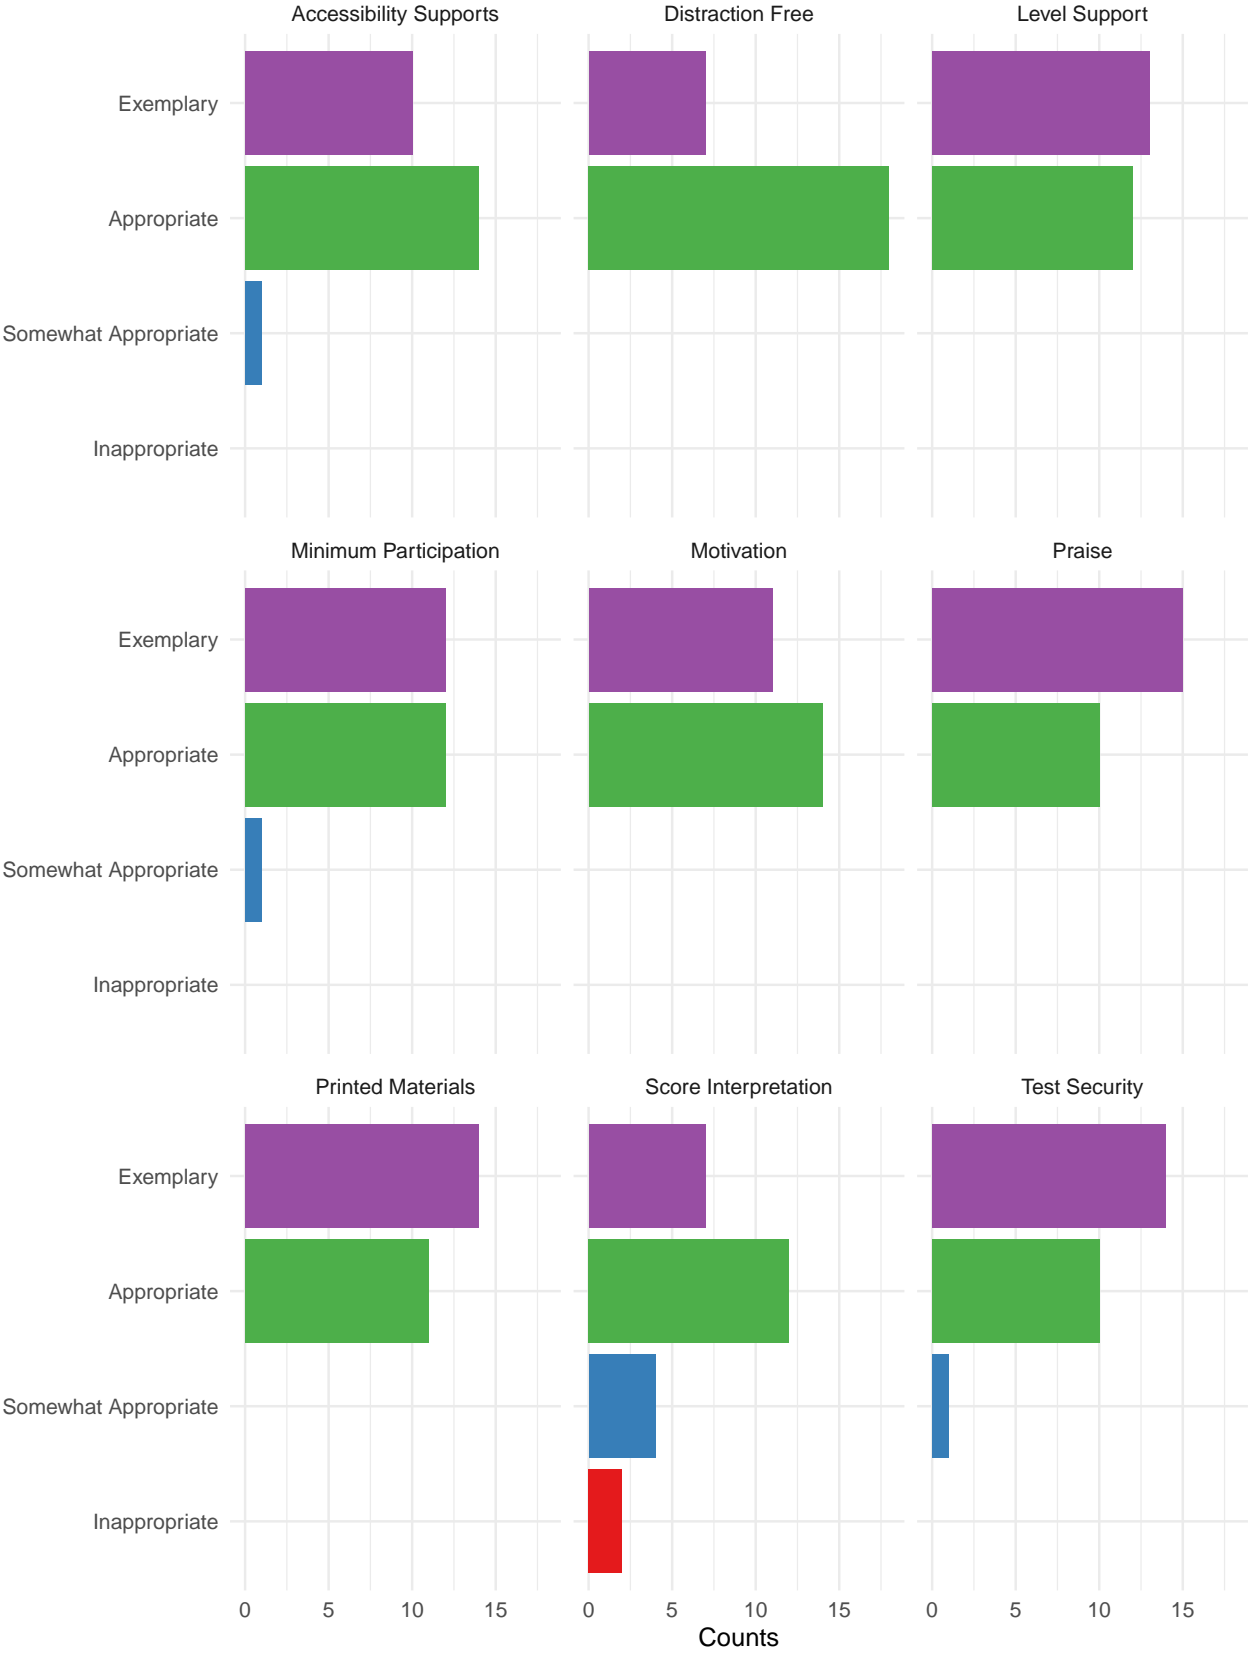 Accessibility Supports Distraction Free Level Support
Exemplary
Appropriate
Somewhat Appropriate
Inappropriate
Minimum Participation Motivation Praise
Exemplary
Appropriate
Somewhat Appropriate
Inappropriate
Printed Materials Score Interpretation Test Security
Exemplary
Appropriate
Somewhat Appropriate
Inappropriate
0 5 10 15 0 5 10 15 0 5 10 15
Counts